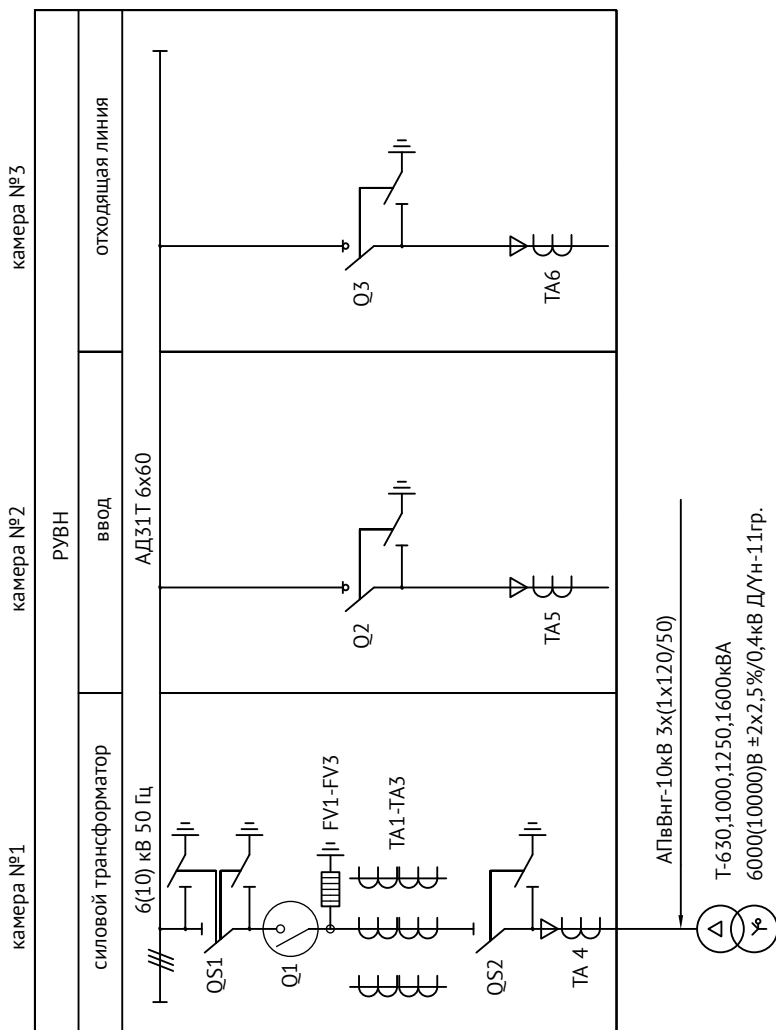 камера №1
камера №2
камера №3
РУВН
силовой трансформатор
ввод
отходящая линия
6(10) кВ 50 Гц
АД31Т 6х60
QS1
Q1
FV1-FV3
TA1-TA3
QS2
TA 4
Q2
TA5
Q3
TA6
АПвВнг-10кВ 3х(1х120/50)
Т-630,1000,1250,1600кВА
6000(10000)В ±2х2,5%/0,4кВ Д/Ун-11гр.